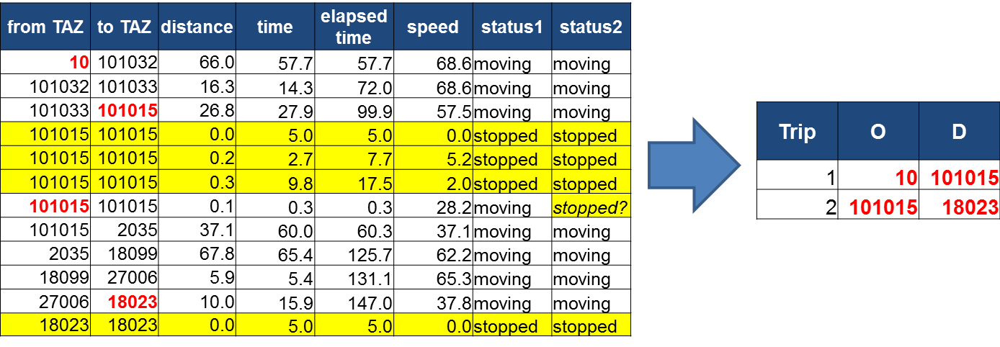 from TAZ to TAZ distance time elapsed time speed status1 status2
10 101032 66.0 57.7 57.7 68.6 moving moving
101032 101033 16.3 14.3 72.0 68.6 moving moving
101033 101015 26.8 27.9 99.9 57.5 moving moving
101015 101015 0.0 5.0 5.0 0.0 stopped stopped
101015 101015 0.2 2.7 7.7 5.2 stopped stopped
101015 101015 0.3 9.8 17.5 2.0 stopped stopped
101015 101015 0.1 0.3 0.3 28.2 moving stopped?
101015 2035 37.1 60.0 60.3 37.1 moving moving
2035 18099 67.8 65.4 125.7 62.2 moving moving
18099 27006 5.9 5.4 131.1 65.3 moving moving
27006 18023 10.0 15.9 147.0 37.8 moving moving
18023 18023 0.0 5.0 5.0 0.0 stopped stopped
Trip O D
1 10 101015
2 101015 18023